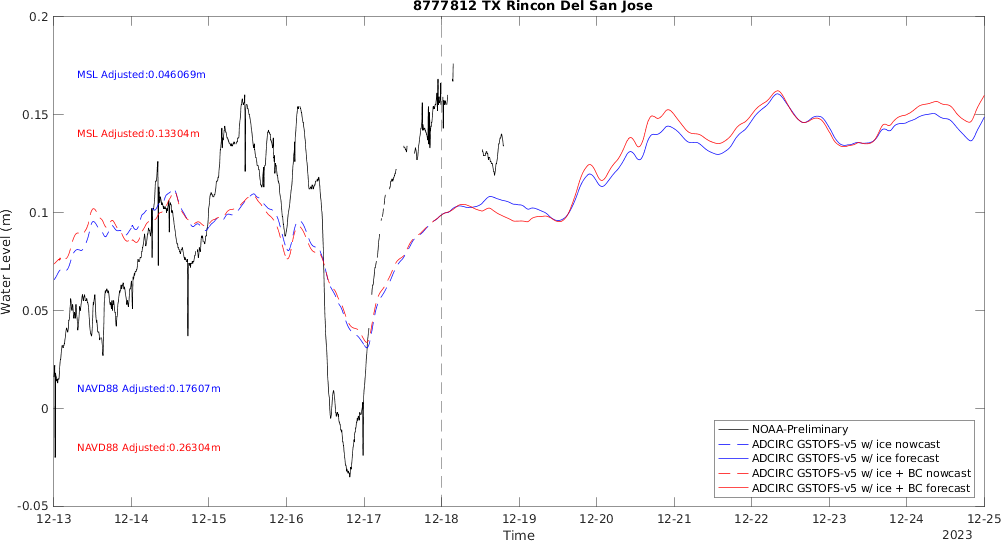 8777812 TX Rincon Del San Jose
0.2
0.15
0.1
0.05
0
-0.05
Water Level (m)
MSL Adjusted:0.046069m
MSL Adjusted:0.13304m
NAVD88 Adjusted:0.17607m
NAVD88 Adjusted:0.26304m
NOAA-Preliminary
ADCIRC GSTOFS-v5 w/ ice nowcast
ADCIRC GSTOFS-v5 w/ ice forecast
ADCIRC GSTOFS-v5 w/ ice + BC nowcast
ADCIRC GSTOFS-v5 w/ ice + BC forecast
12-13 12-14 12-15 12-16 12-17 12-18 12-19 12-20 12-21 12-22 12-23 12-24 12-25
Time
2023